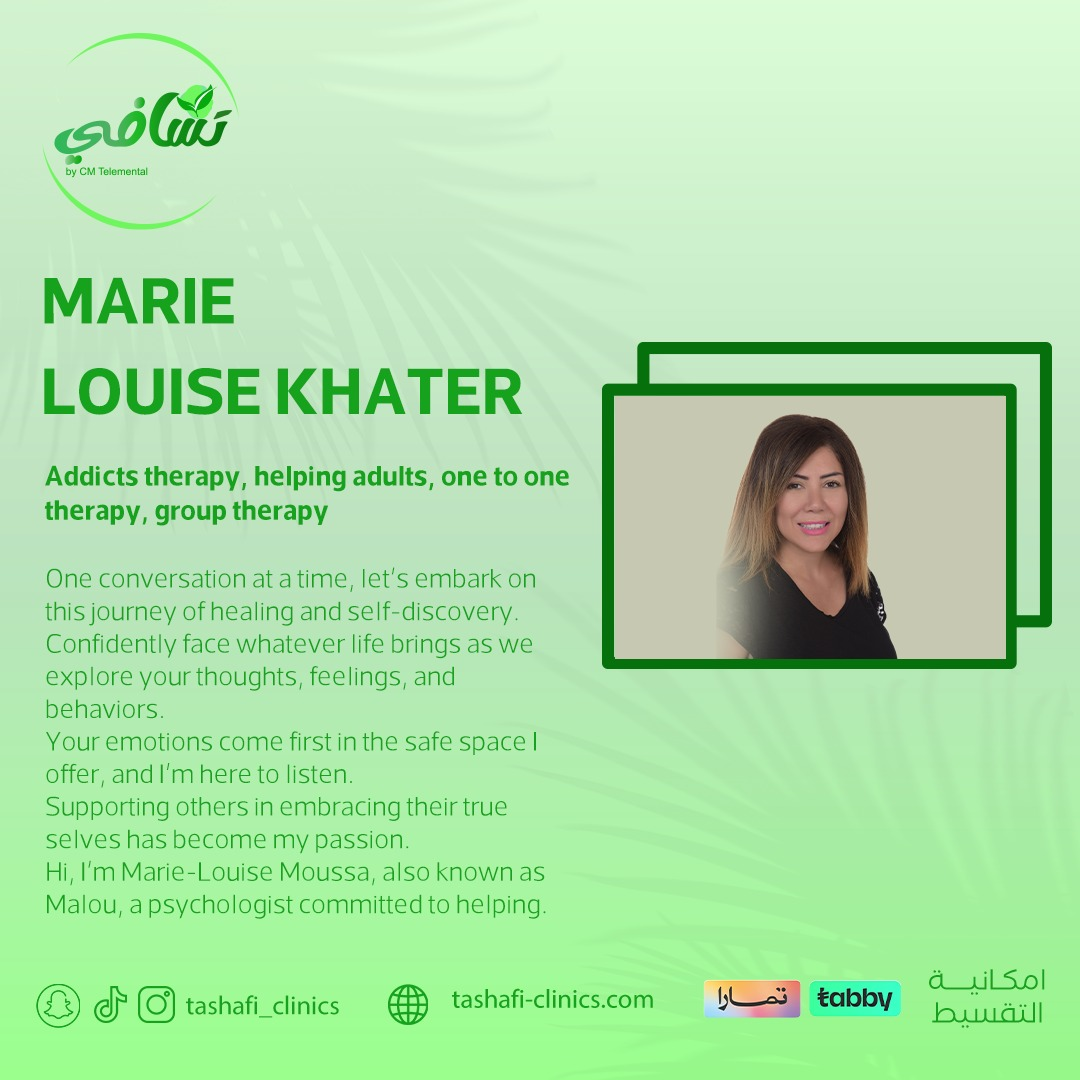 تشافي
by CM Telemental
MARIE
LOUISE KHATER
Addicts therapy, helping adults, one to one
therapy, group therapy
One conversation at a time, let's embark on
this journey of healing and self-discovery.
Confidently face whatever life brings as we
explore your thoughts, feelings, and
behaviors.
Your emotions come first in the safe space I
offer, and I'm here to listen.
Supporting others in embracing their true
selves has become my passion.
Hi, I'm Marie-Louise Moussa, also known as
Malou, a psychologist committed to helping.
tashafi_clinics
tashafi-clinics.com
تمارا
tabby
امكانيـــة
التقسيط